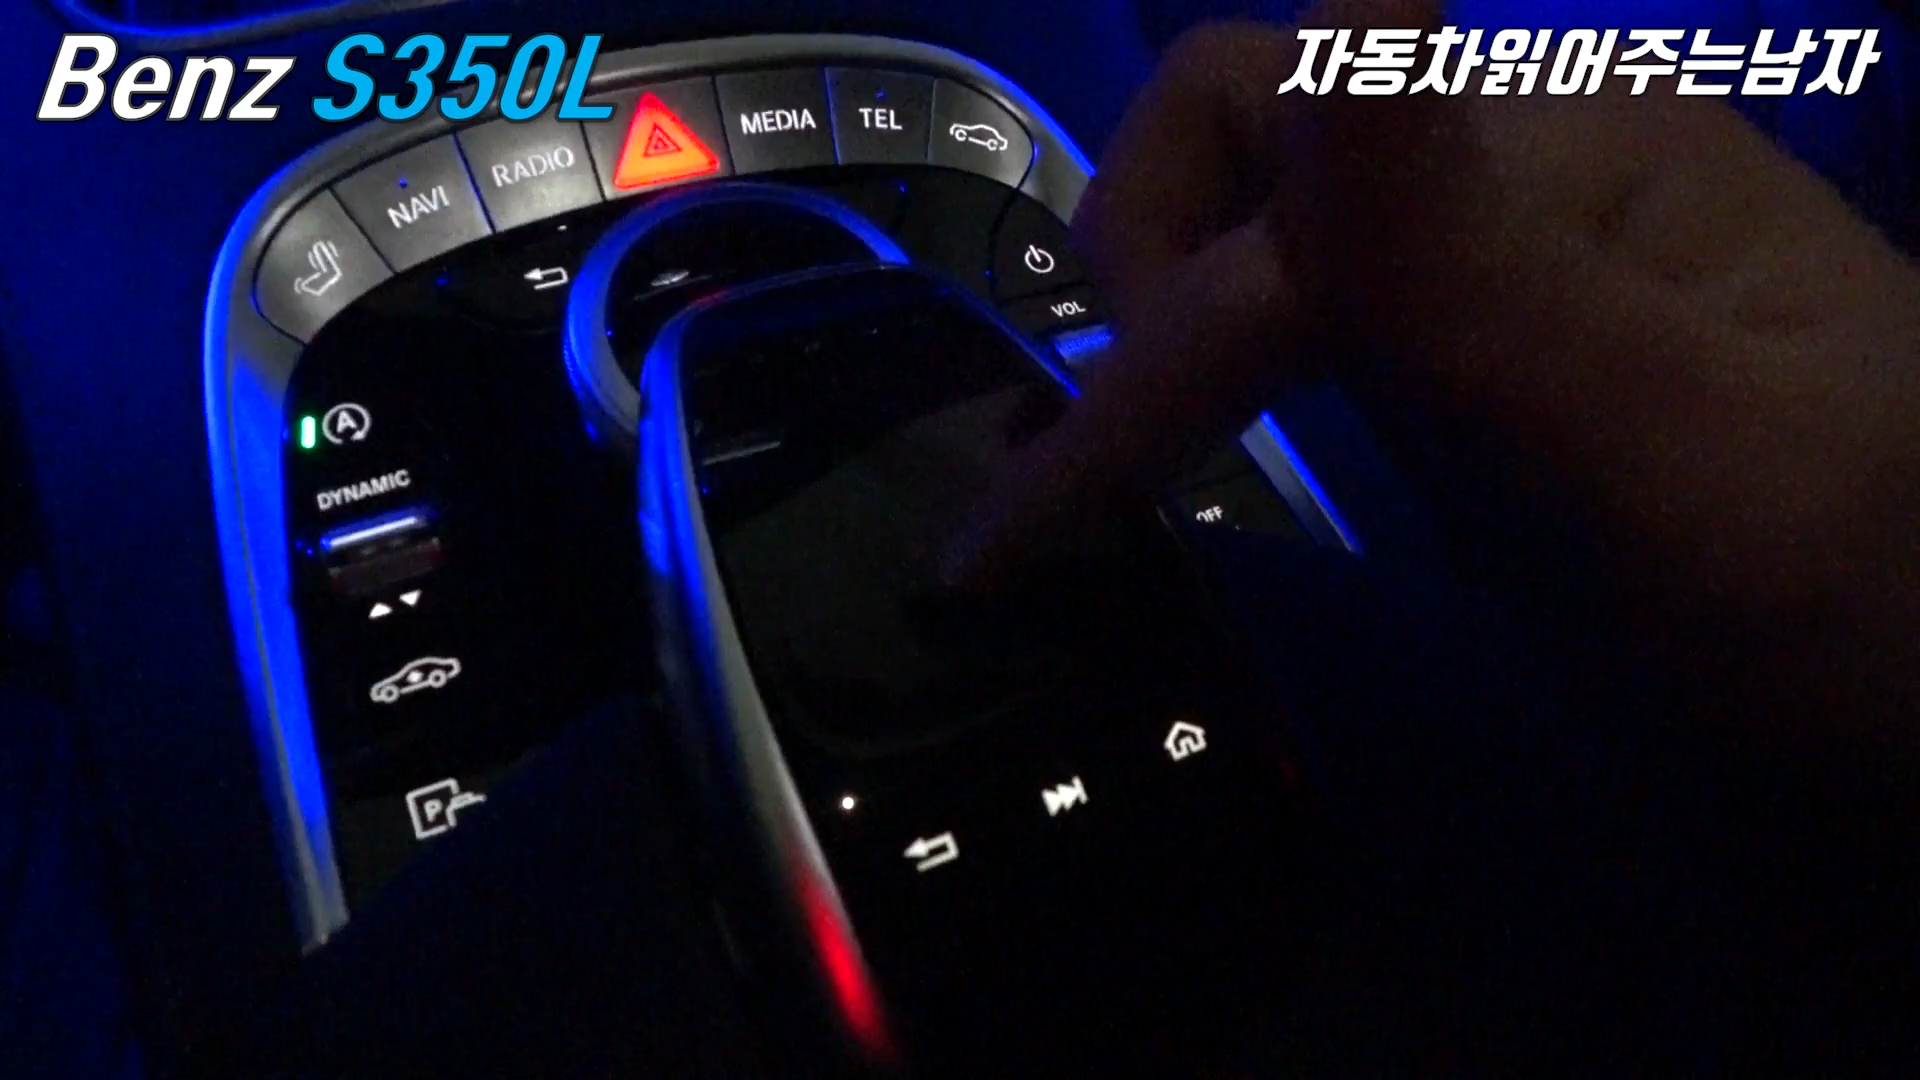 Benz S350L
자동차읽어주는남자
NAVI
RADIO
MEDIA
TEL
VOL
A
DYNAMIC
OFF
P